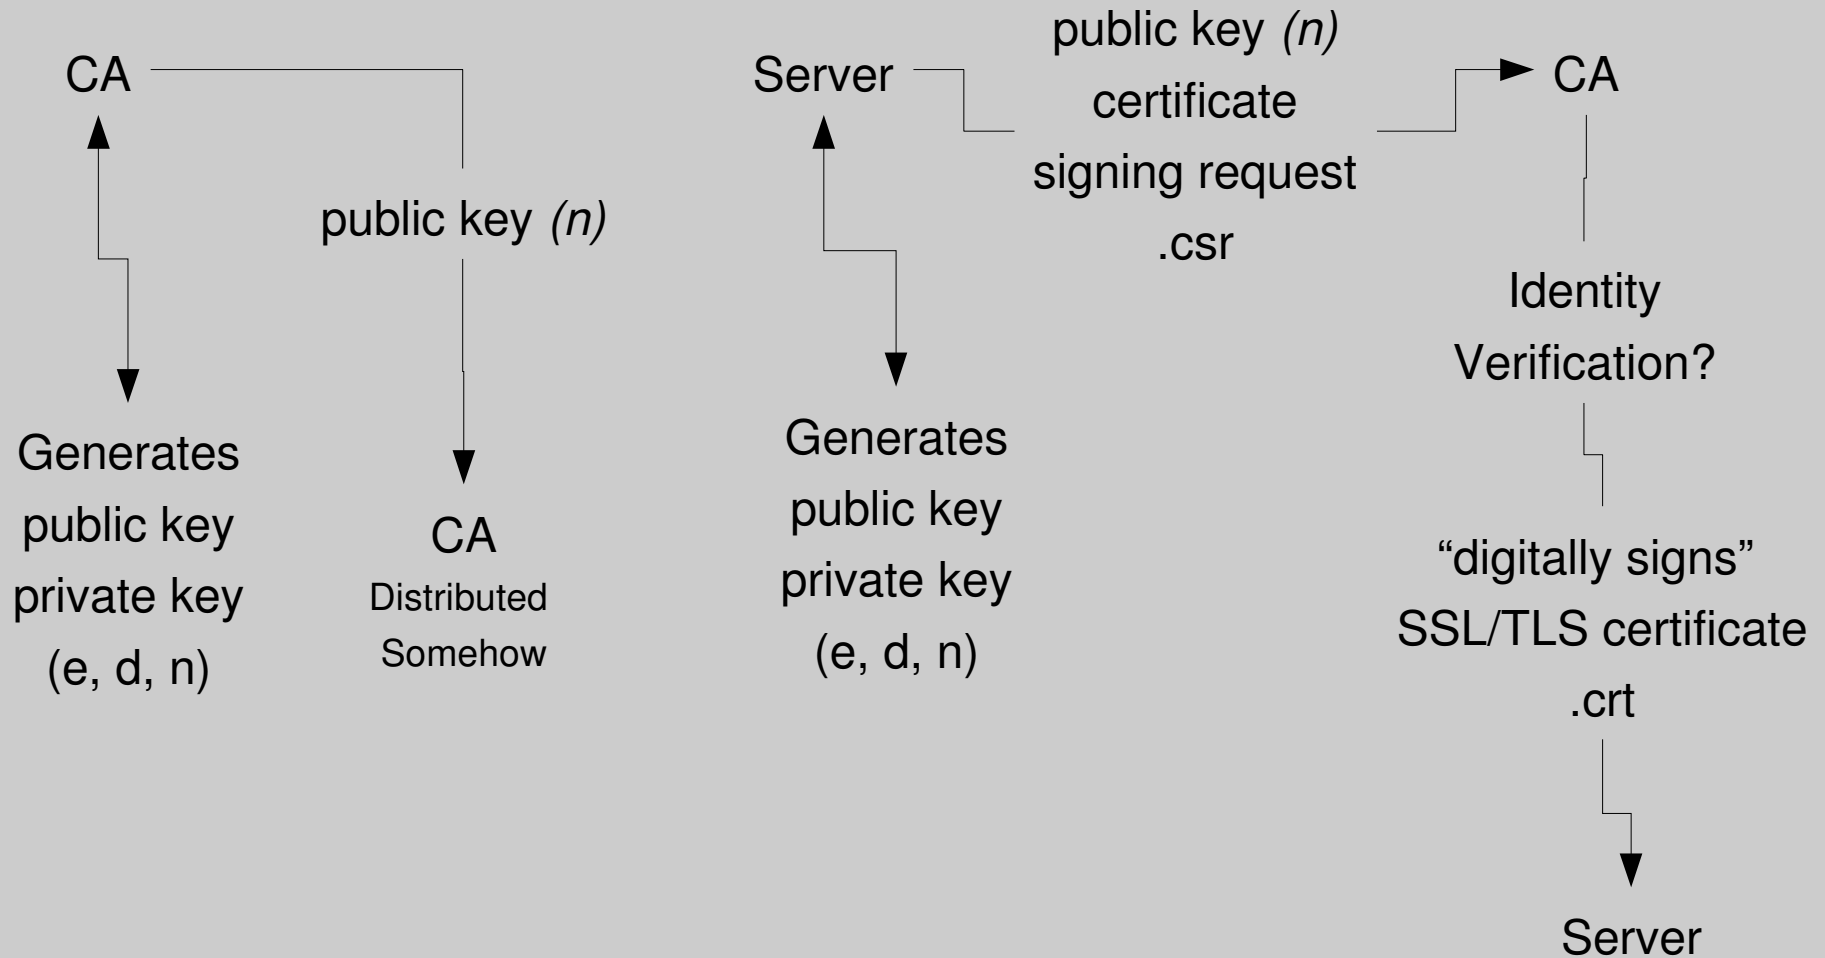 CA
public key (n)
Generates
public key
private key
(e, d, n)
CA
Distributed
Somehow
Server
public key (n)
certificate
signing request
.csr
Generates
public key
private key
(e, d, n)
CA
Identity
Verification?
“digitally signs”
SSL/TLS certificate
.crt
Server